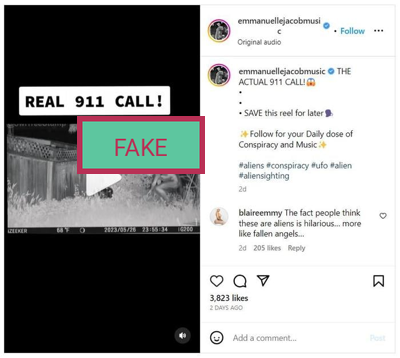 emmanuellejacobmusi
c
• Follow
Original audio
REAL 911 CALL!
FAKE
iZEEKER 68°F 2023/05/26 23:55:34 IG200
emmanuellejacobmusic THE
ACTUAL 911 CALL!😱
•
•
• SAVE this reel for later🗣
✨Follow for your Daily dose of
Conspiracy and Music✨
#aliens #conspiracy #ufo #alien
#aliensighting
2d
blaireemmy The fact people think
these are aliens is hilarious... more
like fallen angels...
2d 205 likes Reply
3,823 likes
2 DAYS AGO
Add a comment...
Post